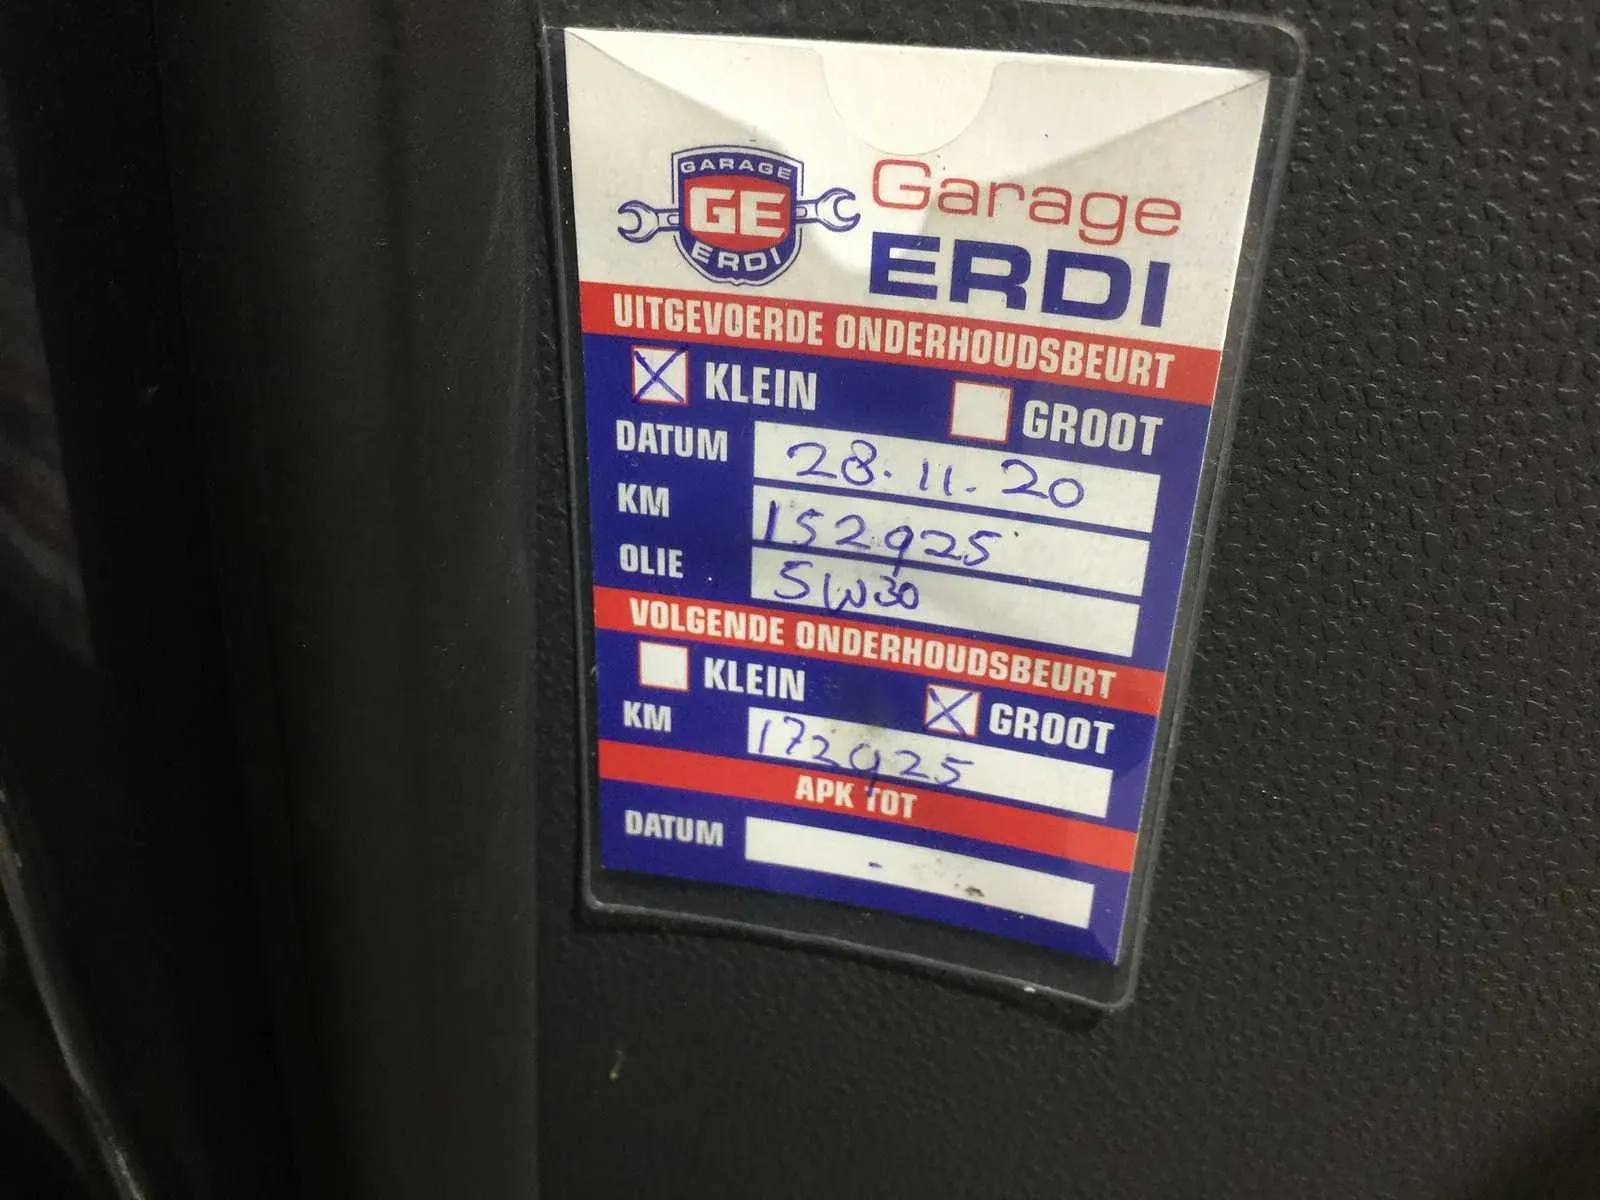 GARAGE
GE
ERDI
Garage
ERDI
UITGEVOERDE ONDERHOUDSBEURT
KLEIN GROOT
DATUM 28.11.20
KM 152925
OLIE 5W30
VOLGENDE ONDERHOUDSBEURT
KLEIN GROOT
KM 172925
APK TOT
DATUM -